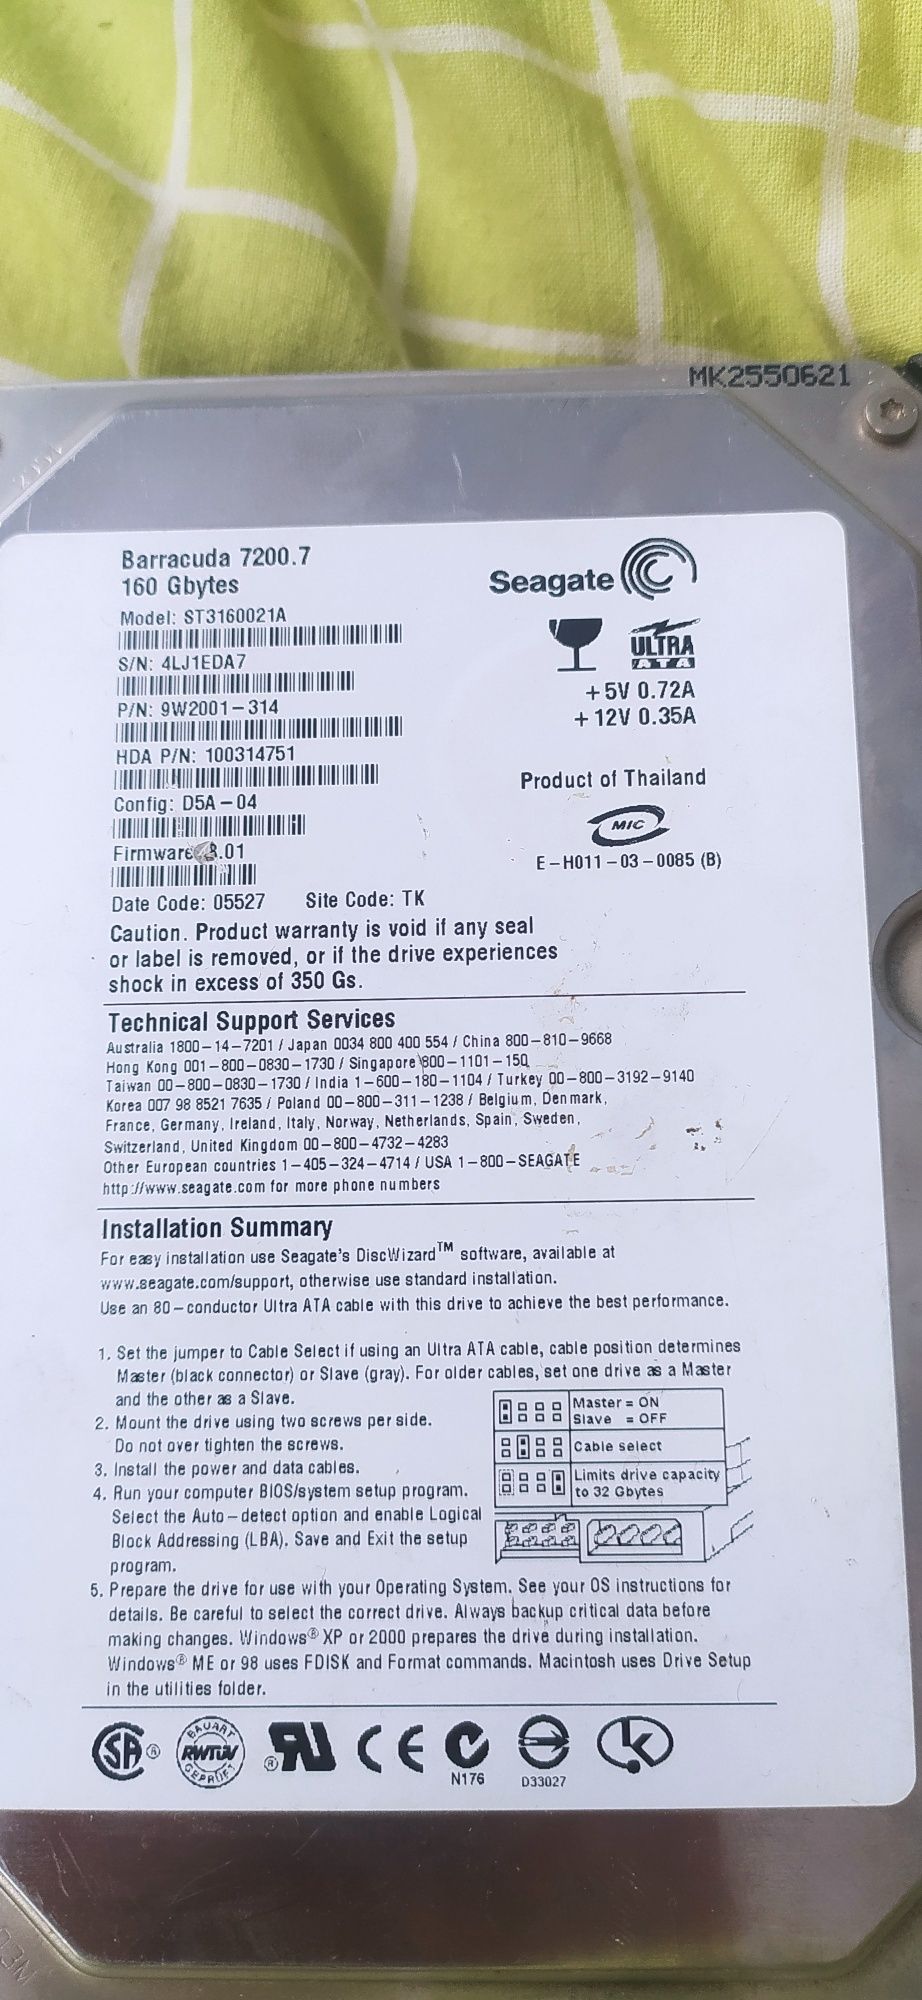 MK2550621
Barracuda 7200.7
160 Gbytes
Seagate
Model: ST3160021A
ULTRA
ATA
S/N: 4LJ1EDA7
+5V 0.72A
P/N: 9W2001-314
+12V 0.35A
HDA P/N: 100314751
Product of Thailand
Config: D5A-04
MIC
Firmware .01
E-H011-03-0085 (B)
Date Code: 05527 Site Code: TK
Caution. Product warranty is void if any seal
or label is removed, or if the drive experiences
shock in excess of 350 Gs.
Technical Support Services
Australia 1800-14-7201 / Japan 0034 800 400 554 / China 800-810-9668
Hong Kong 001-800-0830-1730 / Singapore 800-1101-150
Taiwan 00-800-0830-1730 / India 1-600-180-1104 / Turkey 00-800-3192-9140
Korea 007 98 8521 7635 / Poland 00-800-311-1238 / Belgium, Denmark,
France, Germany, Ireland, Italy, Norway, Netherlands, Spain, Sweden,
Switzerland, United Kingdom 00-800-4732-4283
Other European countries 1-405-324-4714 / USA 1-800-SEAGATE
http://www.seagate.com for more phone numbers
Installation Summary
For easy installation use Seagate's DiscWizard™ software, available at
www.seagate.com/support, otherwise use standard installation.
Use an 80-conductor Ultra ATA cable with this drive to achieve the best performance.
1. Set the jumper to Cable Select if using an Ultra ATA cable, cable position determines
Master (black connector) or Slave (gray). For older cables, set one drive as a Master
and the other as a Slave.
2. Mount the drive using two screws per side.
Do not over tighten the screws.
3. Install the power and data cables.
4. Run your computer BIOS/system setup program.
Select the Auto-detect option and enable Logical
Block Addressing (LBA). Save and Exit the setup
program.
Master = ON
Slave = OFF
Cable select
Limits drive capacity
to 32 Gbytes
5. Prepare the drive for use with your Operating System. See your OS instructions for
details. Be careful to select the correct drive. Always backup critical data before
making changes. Windows® XP or 2000 prepares the drive during installation.
Windows® ME or 98 uses FDISK and Format commands. Macintosh uses Drive Setup
in the utilities folder.
SA®
BAUART
RWTÜV
GEPRÜFT
®
CE
N176
D33027